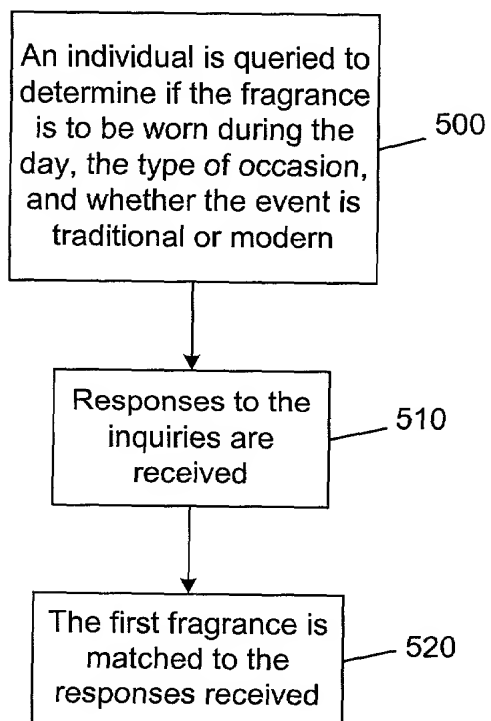 An individual is queried to
determine if the fragrance
is to be worn during the
day, the type of occasion,
and whether the event is
traditional or modern
500
Responses to the
inquiries are
received
510
The first fragrance is
matched to the
responses received
520